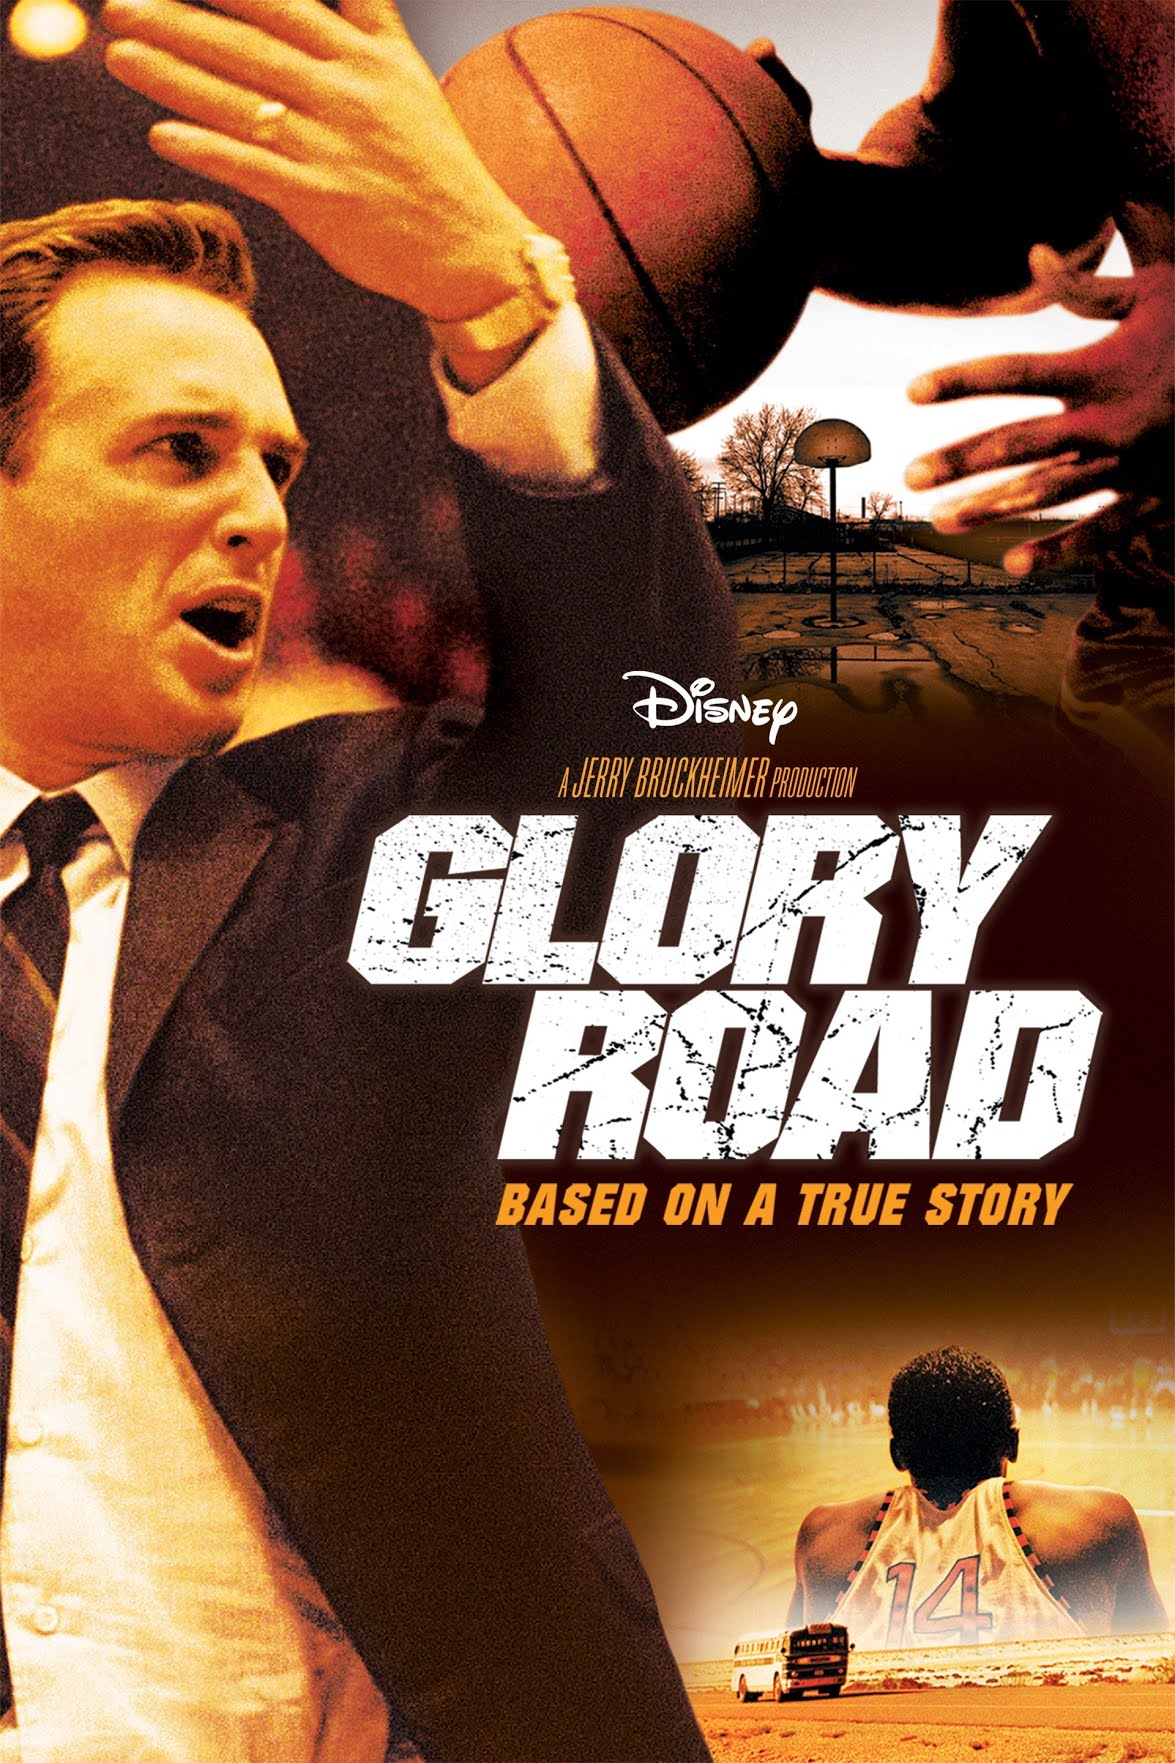 Disney
A JERRY BRUCKHEIMER PRODUCTION
GLORY
ROAD
BASED ON A TRUE STORY
14